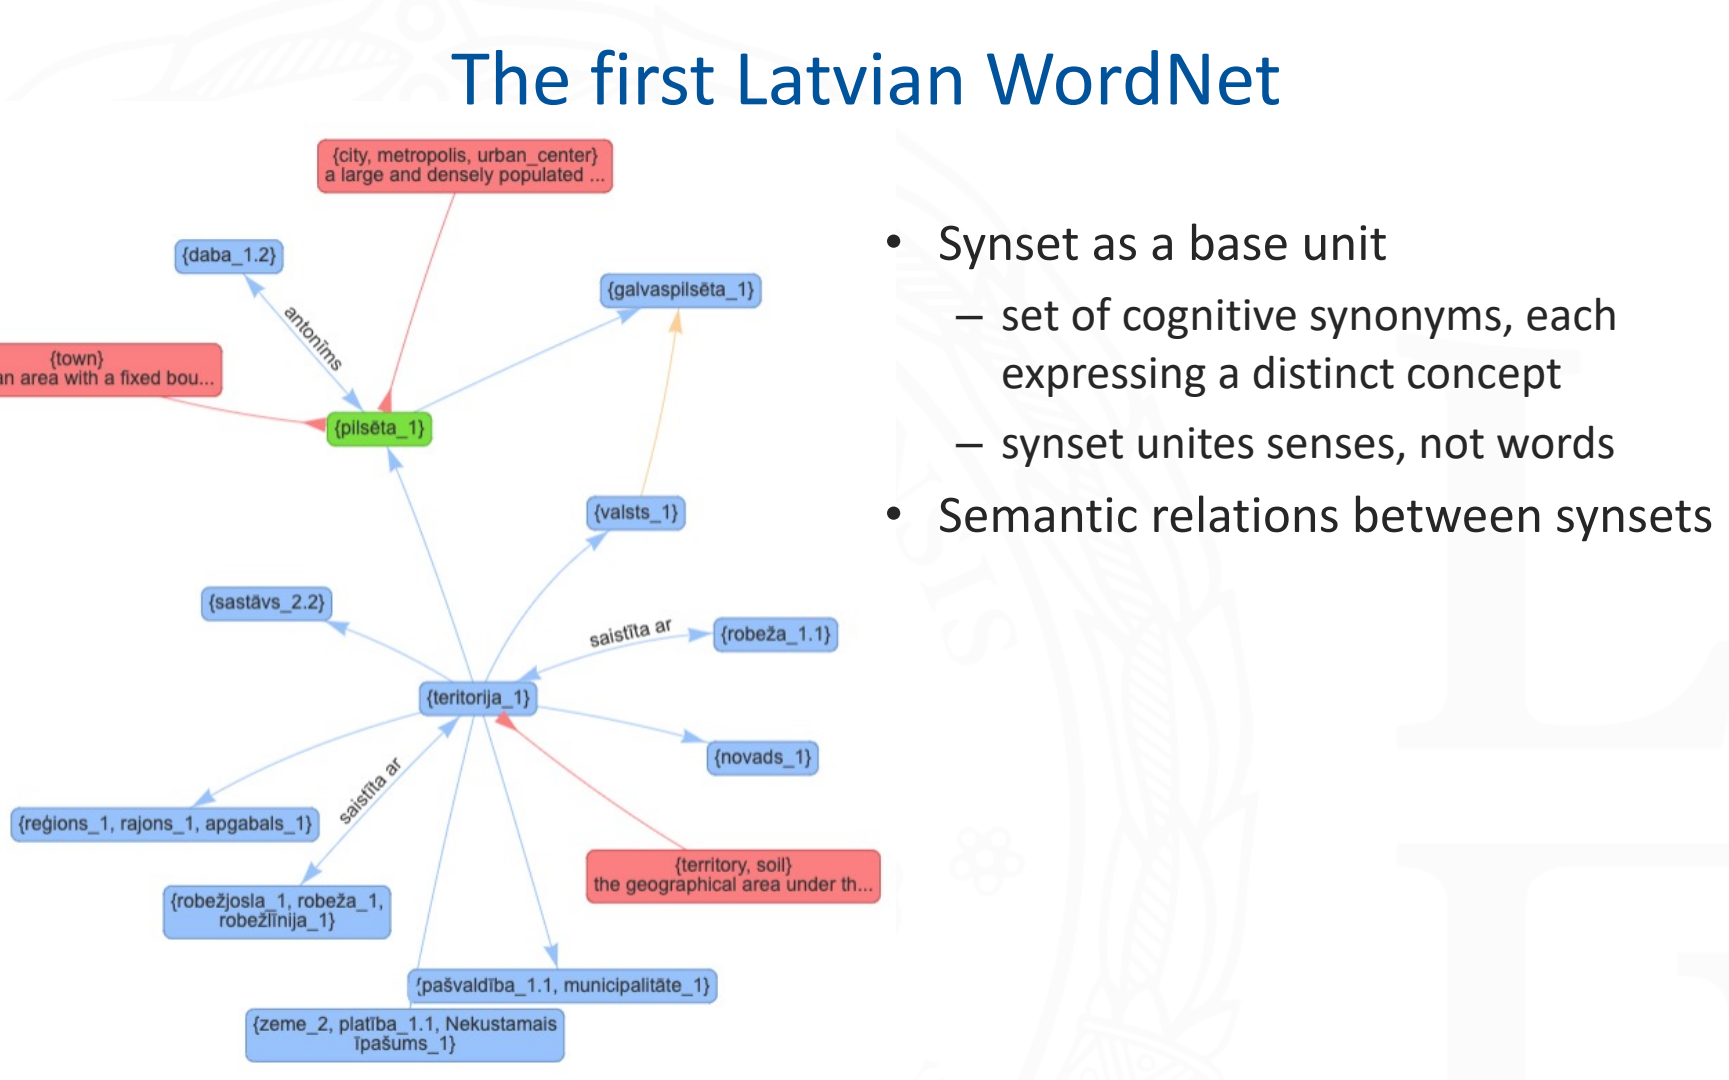 The first Latvian WordNet
{city, metropolis, urban_center}
a large and densely populated ...
{daba_1.2}
{galvaspilsēta_1}
antonīms
{town}
an area with a fixed bou...
{pilsēta_1}
{valsts_1}
{sastāvs_2.2}
saistīta ar
{robeža_1.1}
{teritorija_1}
{novads_1}
saistīta ar
{reģions_1, rajons_1, apgabals_1}
{territory, soil}
the geographical area under th...
{robežjosla_1, robeža_1,
robežlīnija_1}
{pašvaldība_1.1, municipalitāte_1}
{zeme_2, platība_1.1, Nekustamais
īpašums_1}
• Synset as a base unit
– set of cognitive synonyms, each
expressing a distinct concept
– synset unites senses, not words
• Semantic relations between synsets